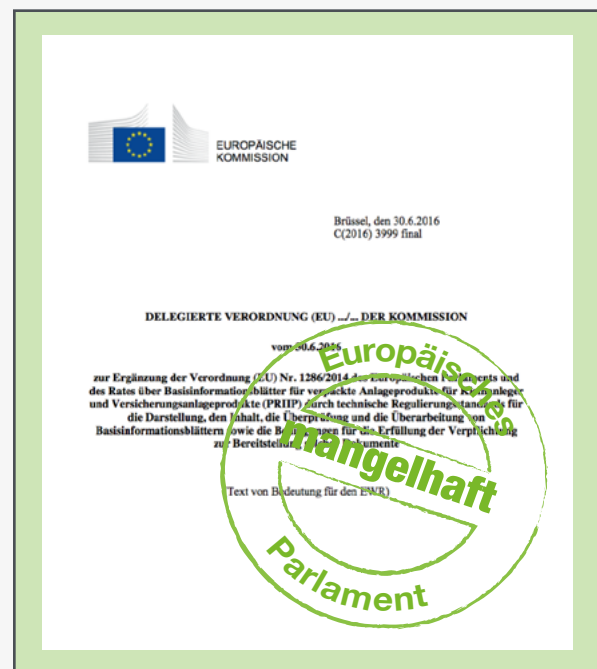 EUROPÄISCHE
KOMMISSION
Brüssel, den 30.6.2016
C(2016) 3999 final
DELEGIERTE VERORDNUNG (EU) .../... DER KOMMISSION
vom 30.6.2016
zur Ergänzung der Verordnung (EU) Nr. 1286/2014 des Europäischen Parlaments und
des Rates über Basisinformationsblätter für verpackte Anlageprodukte für Kleinanleger
und Versicherungsanlageprodukte (PRIIP) durch technische Regulierungsstandards für
die Darstellung, den Inhalt, die Überprüfung und die Überarbeitung von
Basisinformationsblättern sowie die Bedingungen für die Erfüllung der Verpflichtung
zur Bereitstellung solcher Dokumente
(Text von Bedeutung für den EWR)
Europäisches
mangelhaft
Parlament